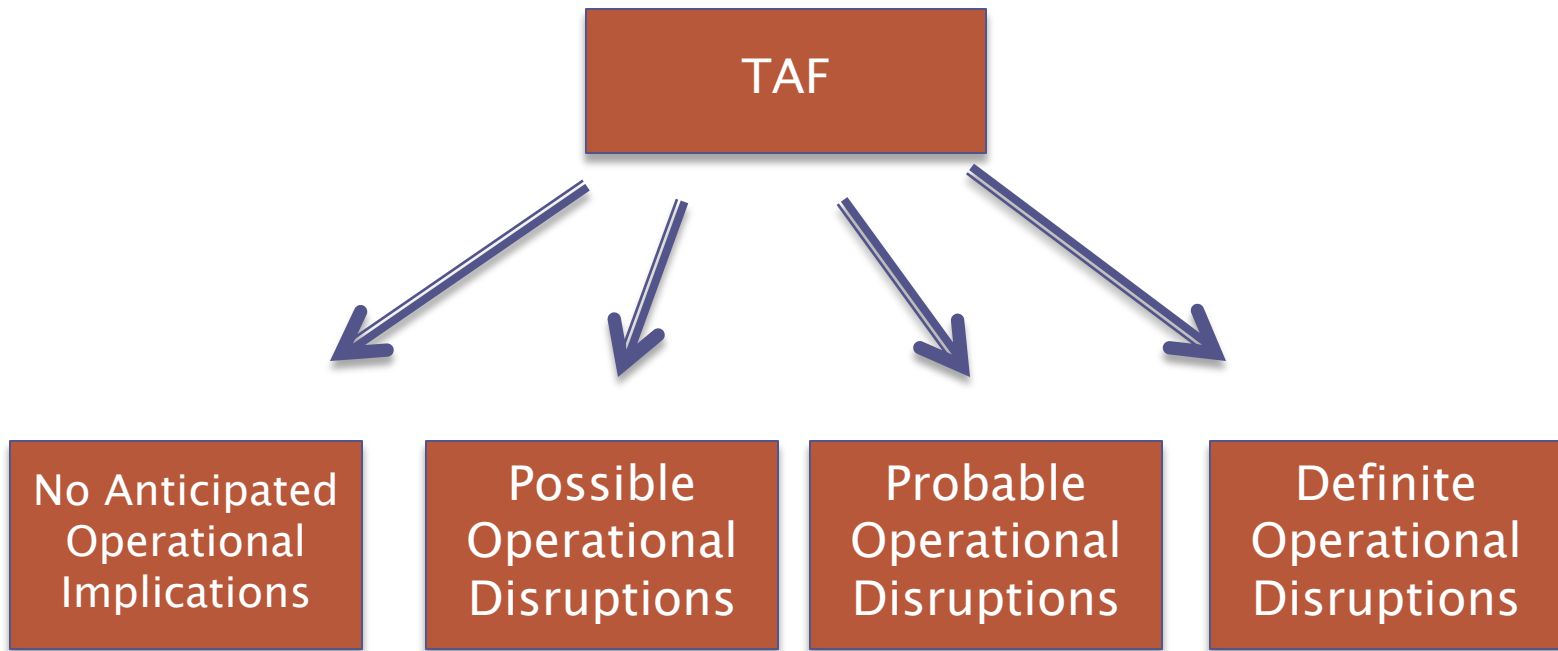 TAF
No Anticipated
Operational
Implications
Possible
Operational
Disruptions
Probable
Operational
Disruptions
Definite
Operational
Disruptions